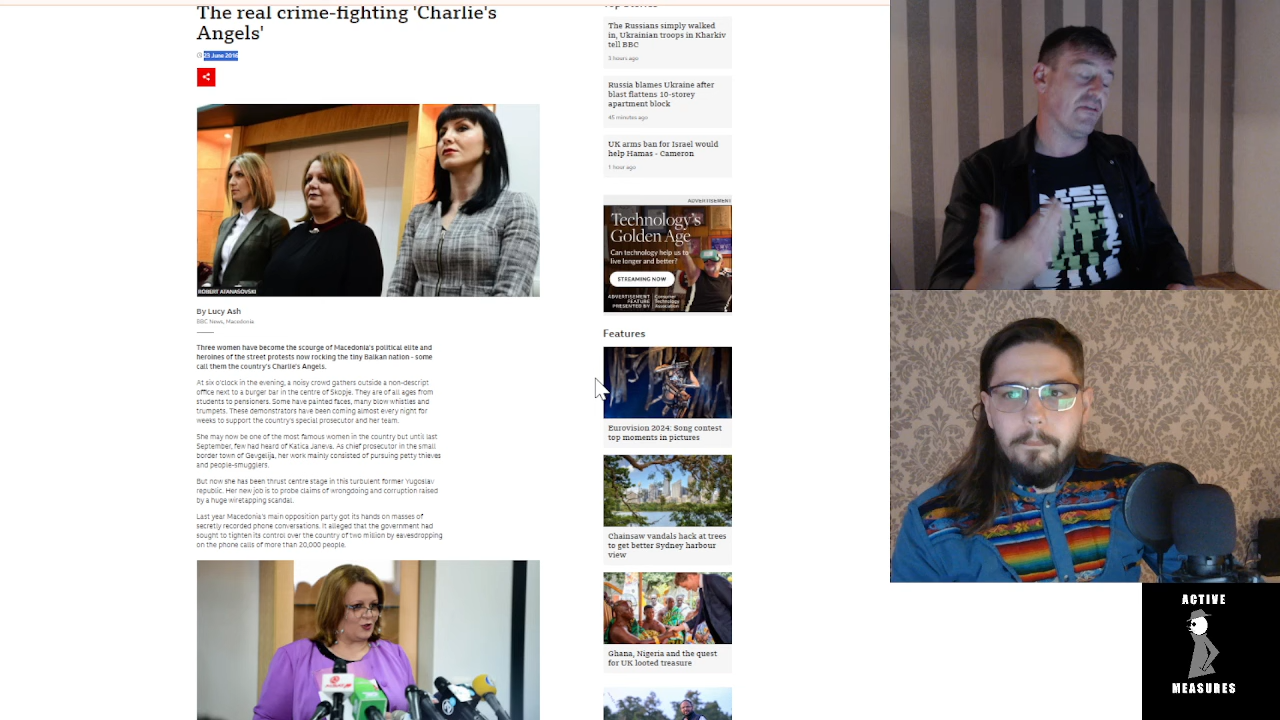 The real crime-fighting 'Charlie's
Angels'
23 June 2016
ROBERT ATANASOVSKI
By Lucy Ash
BBC News, Macedonia
Three women have become the scourge of Macedonia's political elite and
heroines of the street protests now rocking the tiny Balkan nation - some
call them the country's Charlie's Angels.
At six o'clock in the evening, a noisy crowd gathers outside a non-descript
office next to a burger bar in the centre of Skopje. They are of all ages from
students to pensioners. Some have painted faces, many blow whistles and
trumpets. These demonstrators have been coming almost every night for
weeks to support the country's special prosecutor and her team.
She may now be one of the most famous women in the country but until last
September, few had heard of Katica Janeva. As chief prosecutor in the small
border town of Gevgelija, her work mainly consisted of pursuing petty thieves
and people-smugglers.
But now she has been thrust centre stage in this turbulent former Yugoslav
republic. Her new job is to probe claims of wrongdoing and corruption raised
by a huge wiretapping scandal.
Last year Macedonia's main opposition party got its hands on masses of
secretly recorded phone conversations. It alleged that the government had
sought to tighten its control over the country of two million by eavesdropping
on the phone calls of more than 20,000 people.
Top Stories
The Russians simply walked
in, Ukrainian troops in Kharkiv
tell BBC
3 hours ago
Russia blames Ukraine after
blast flattens 10-storey
apartment block
45 minutes ago
UK arms ban for Israel would
help Hamas - Cameron
1 hour ago
ADVERTISEMENT
Technology's
Golden Age
Can technology help us to
live longer and better?
STREAMING NOW
ADVERTISEMENT
FEATURE
PRESENTED BY
Consumer
Technology
Association
Features
Eurovision 2024: Song contest
top moments in pictures
Chainsaw vandals hack at trees
to get better Sydney harbour
view
Ghana, Nigeria and the quest
for UK looted treasure
ACTIVE
MEASURES